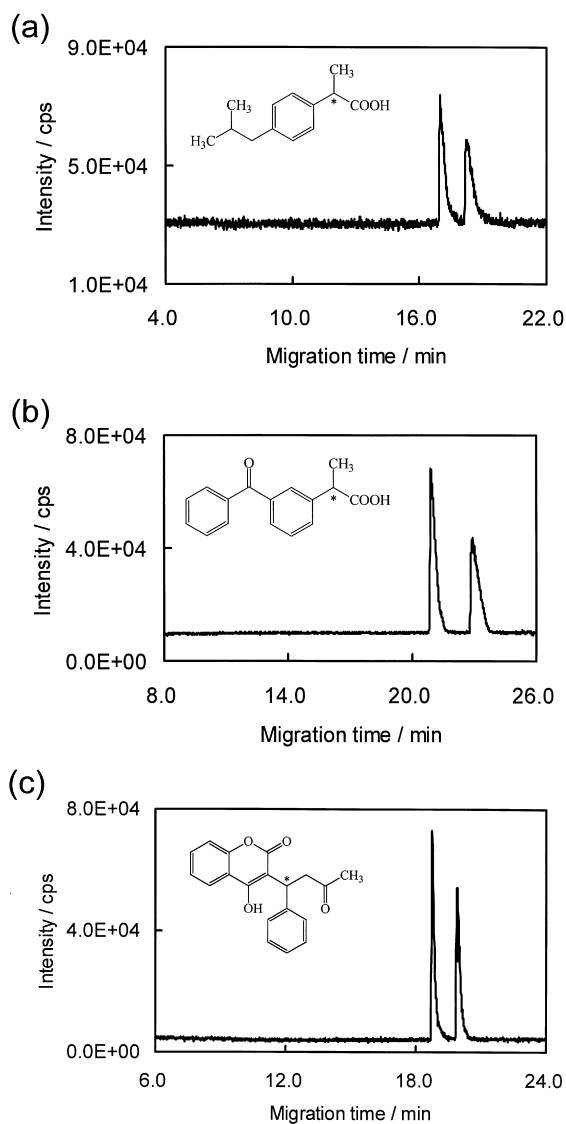 (a)
9.0E+04
5.0E+04
1.0E+04
Intensity / cps
CH3
*
COOH
CH3
H3C
4.0 10.0 16.0 22.0
Migration time / min
(b)
8.0E+04
4.0E+04
0.0E+00
Intensity / cps
O
CH3
*
COOH
8.0 14.0 20.0 26.0
Migration time / min
(c)
8.0E+04
4.0E+04
0.0E+00
Intensity / cps
O
O
*
CH3
OH
O
6.0 12.0 18.0 24.0
Migration time / min